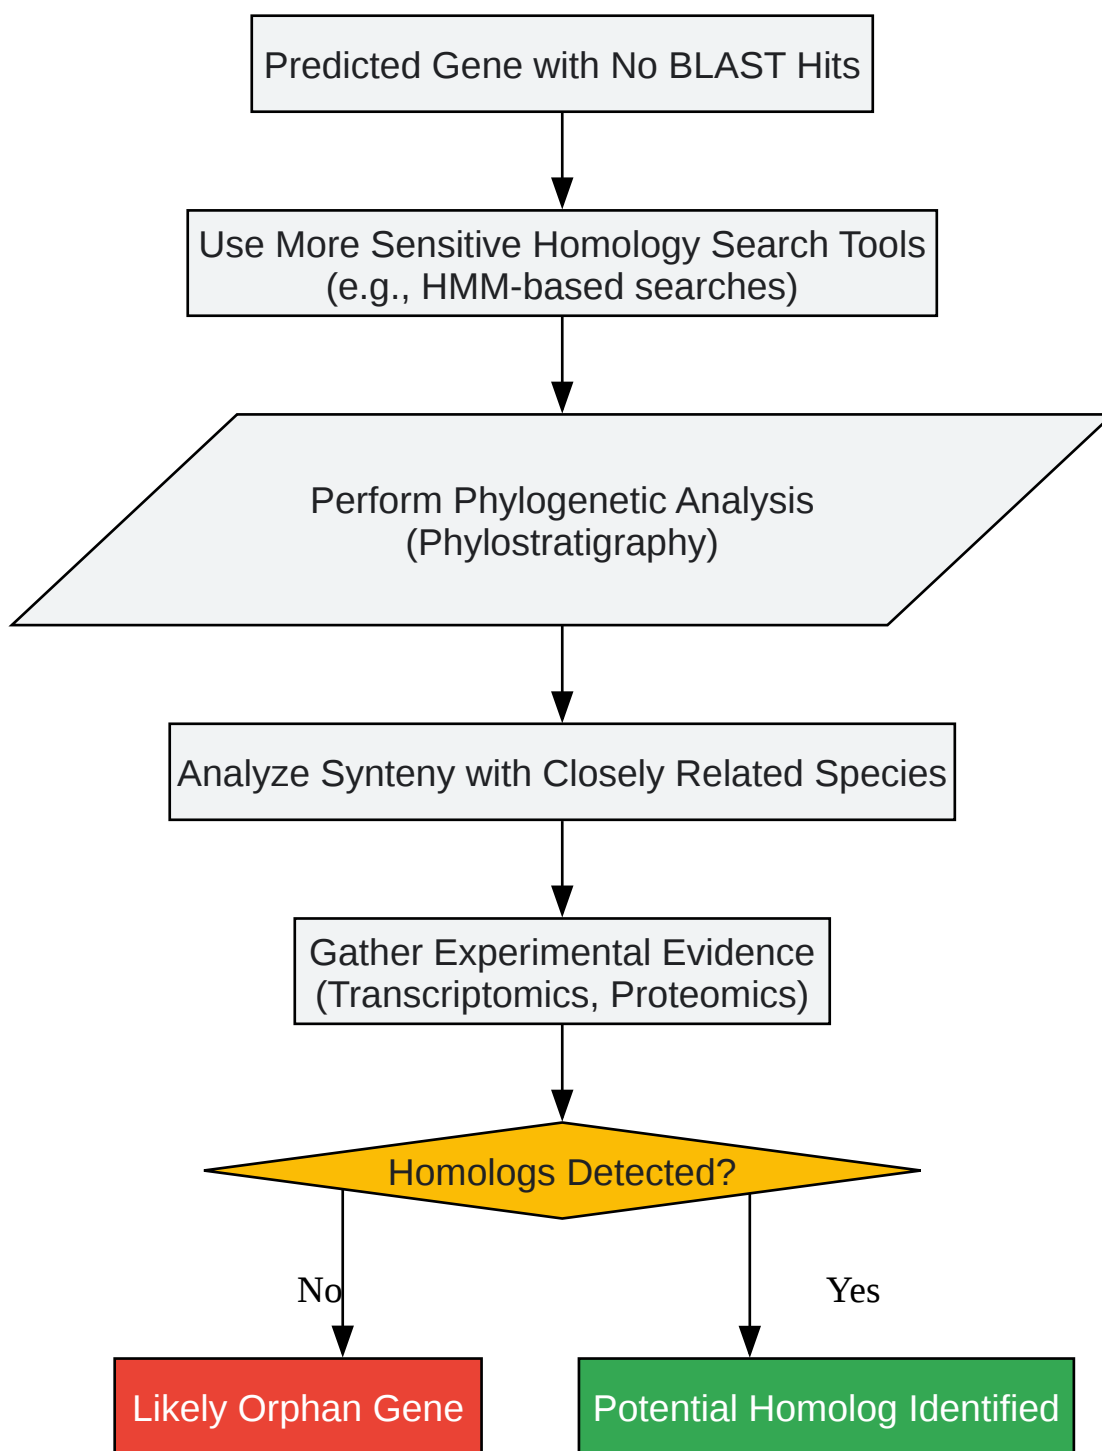 Predicted Gene with No BLAST Hits
Use More Sensitive Homology Search Tools
(e.g., HMM-based searches)
Perform Phylogenetic Analysis
(Phylostratigraphy)
Analyze Synteny with Closely Related Species
Gather Experimental Evidence
(Transcriptomics, Proteomics)
Homologs Detected?
No
Yes
Likely Orphan Gene
Potential Homolog Identified